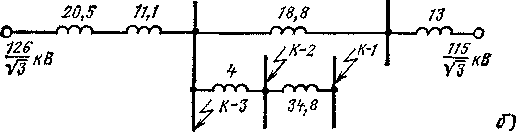 20,5 11,1 18,8 13
126/√3 кВ 115/√3 кВ
К-2 К-1
4
К-3 34,8
б)